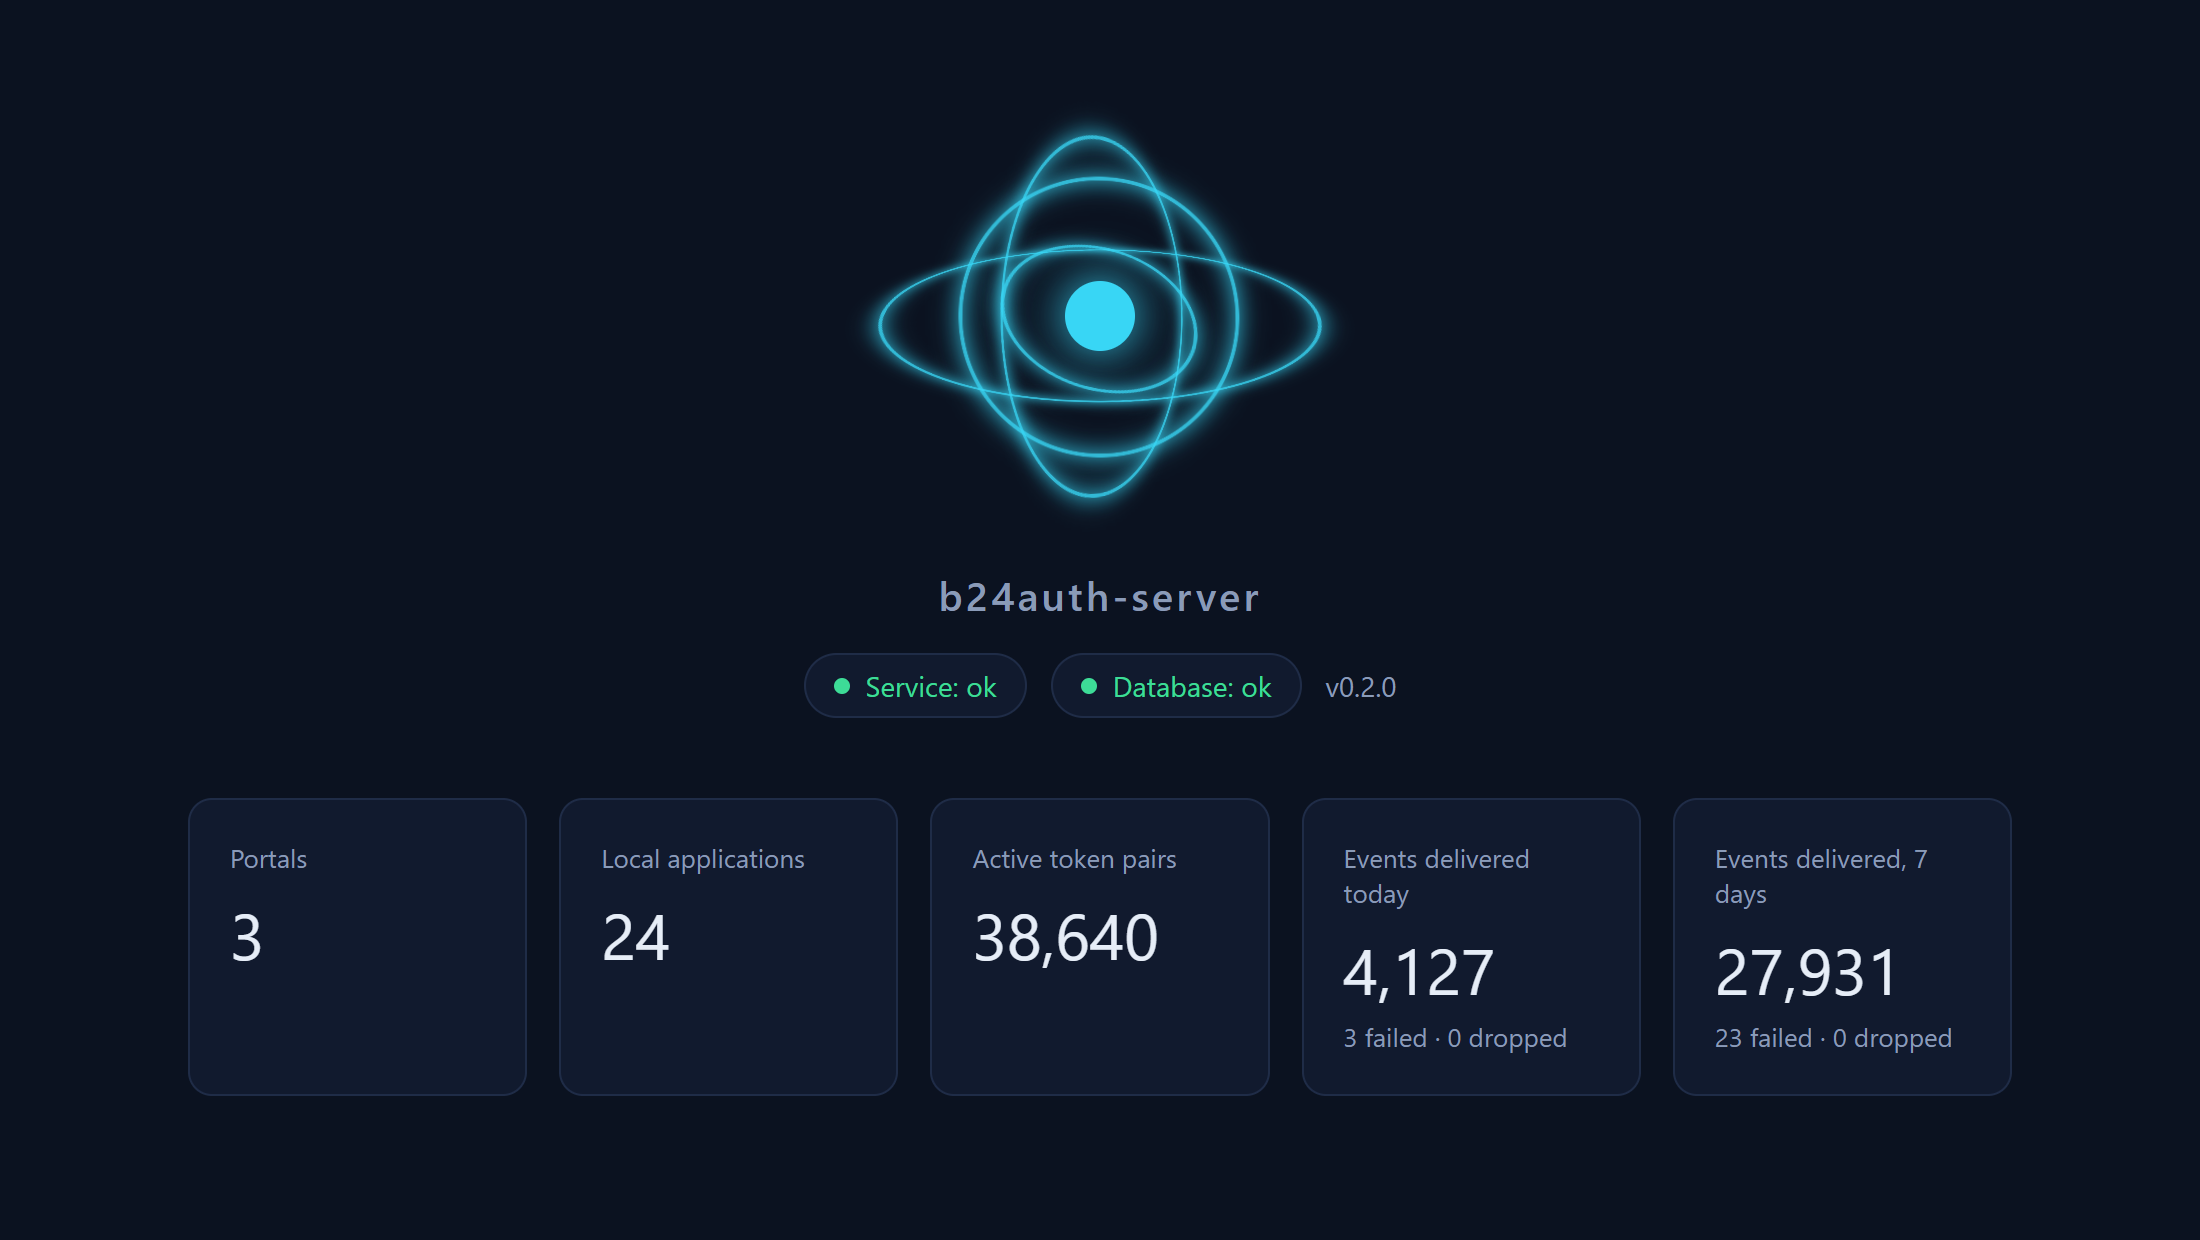 b24auth-server
Service: ok
Database: ok
v0.2.0
Portals
3
Local applications
24
Active token pairs
38,640
Events delivered
today
4,127
3 failed · 0 dropped
Events delivered, 7
days
27,931
23 failed · 0 dropped